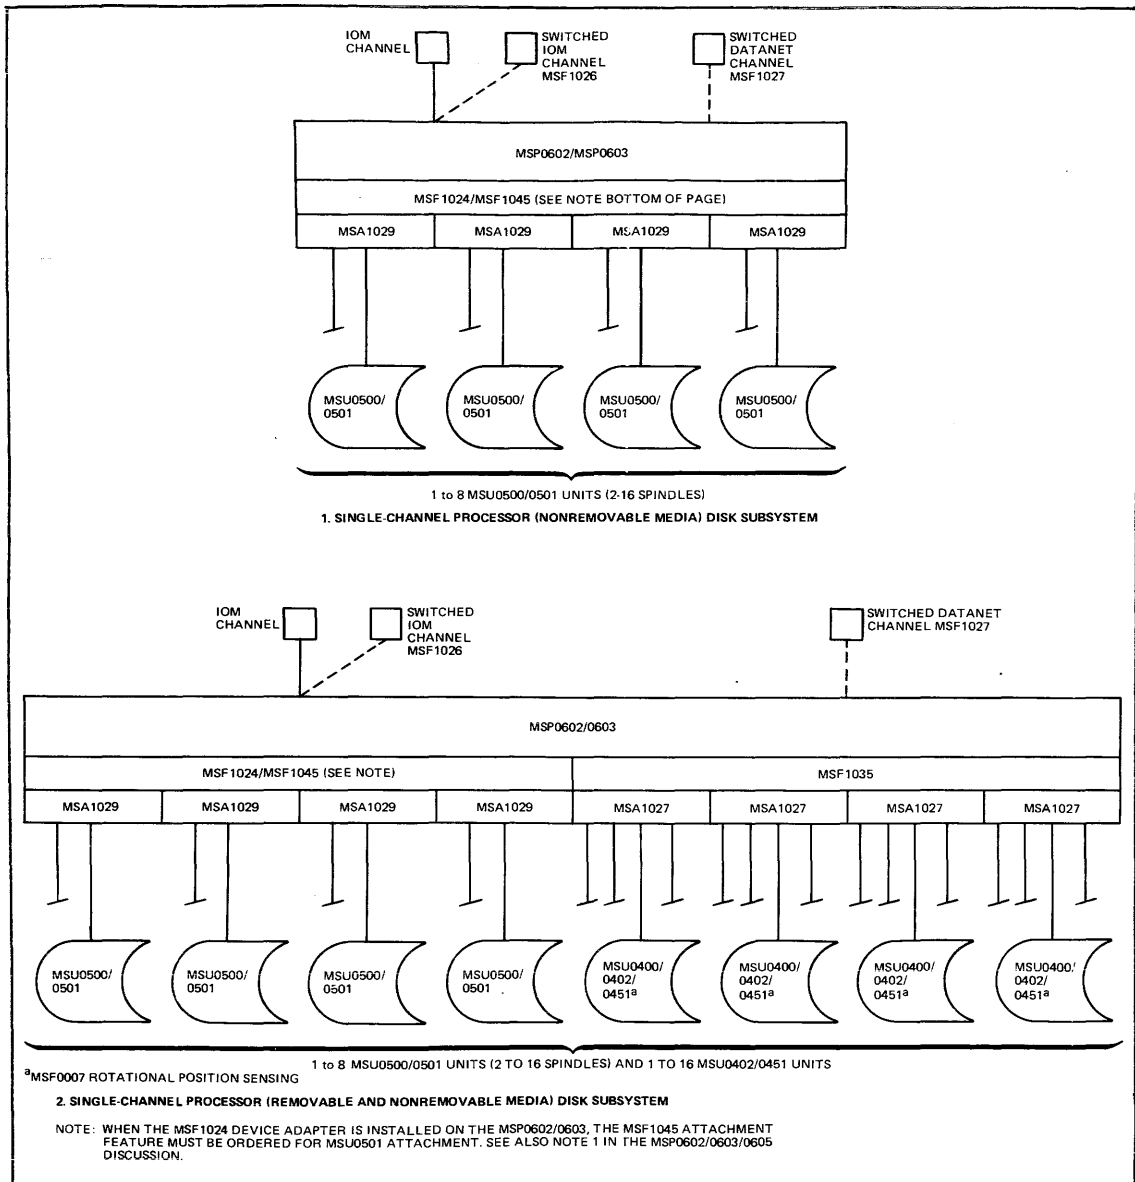 IOM
CHANNEL
SWITCHED
IOM
CHANNEL
MSF1026
SWITCHED
DATANET
CHANNEL
MSF1027
MSP0602/MSP0603
MSF1024/MSF1045 (SEE NOTE BOTTOM OF PAGE)
MSA1029 MSA1029 MSA1029 MSA1029
MSU0500/
0501
MSU0500/
0501
MSU0500/
0501
MSU0500/
0501
1 to 8 MSU0500/0501 UNITS (2-16 SPINDLES)
1. SINGLE-CHANNEL PROCESSOR (NONREMOVABLE MEDIA) DISK SUBSYSTEM
IOM
CHANNEL
SWITCHED
IOM
CHANNEL
MSF1026
SWITCHED DATANET
CHANNEL MSF1027
MSP0602/0603
MSF1024/MSF1045 (SEE NOTE) MSF1035
MSA1029 MSA1029 MSA1029 MSA1029 MSA1027 MSA1027 MSA1027 MSA1027
MSU0500/
0501
MSU0500/
0501
MSU0500/
0501
MSU0500/
0501
MSU0400/
0402/
0451a
MSU0400/
0402/
0451a
MSU0400/
0402/
0451a
MSU0400/
0402/
0451a
1 to 8 MSU0500/0501 UNITS (2 TO 16 SPINDLES) AND 1 TO 16 MSU0402/0451 UNITS
aMSF0007 ROTATIONAL POSITION SENSING
2. SINGLE-CHANNEL PROCESSOR (REMOVABLE AND NONREMOVABLE MEDIA) DISK SUBSYSTEM
NOTE: WHEN THE MSF1024 DEVICE ADAPTER IS INSTALLED ON THE MSP0602/0603, THE MSF1045 ATTACHMENT
FEATURE MUST BE ORDERED FOR MSU0501 ATTACHMENT. SEE ALSO NOTE 1 IN THE MSP0602/0603/0605
DISCUSSION.